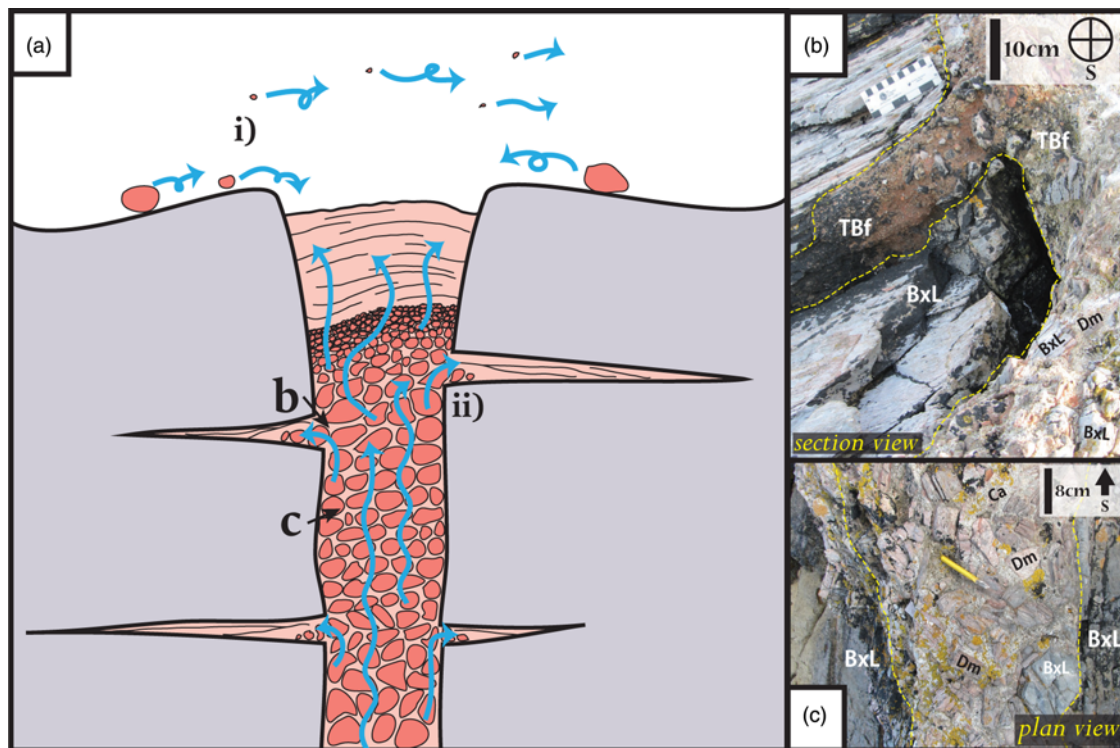 (a)
i)
ii)
b
c
(b)
10cm
S
TBf
TBf
BxL
Dm
BxL
BxL
section view
8cm
S
Ca
Dm
Dm
BxL
BxL
BxL
(c)
plan view